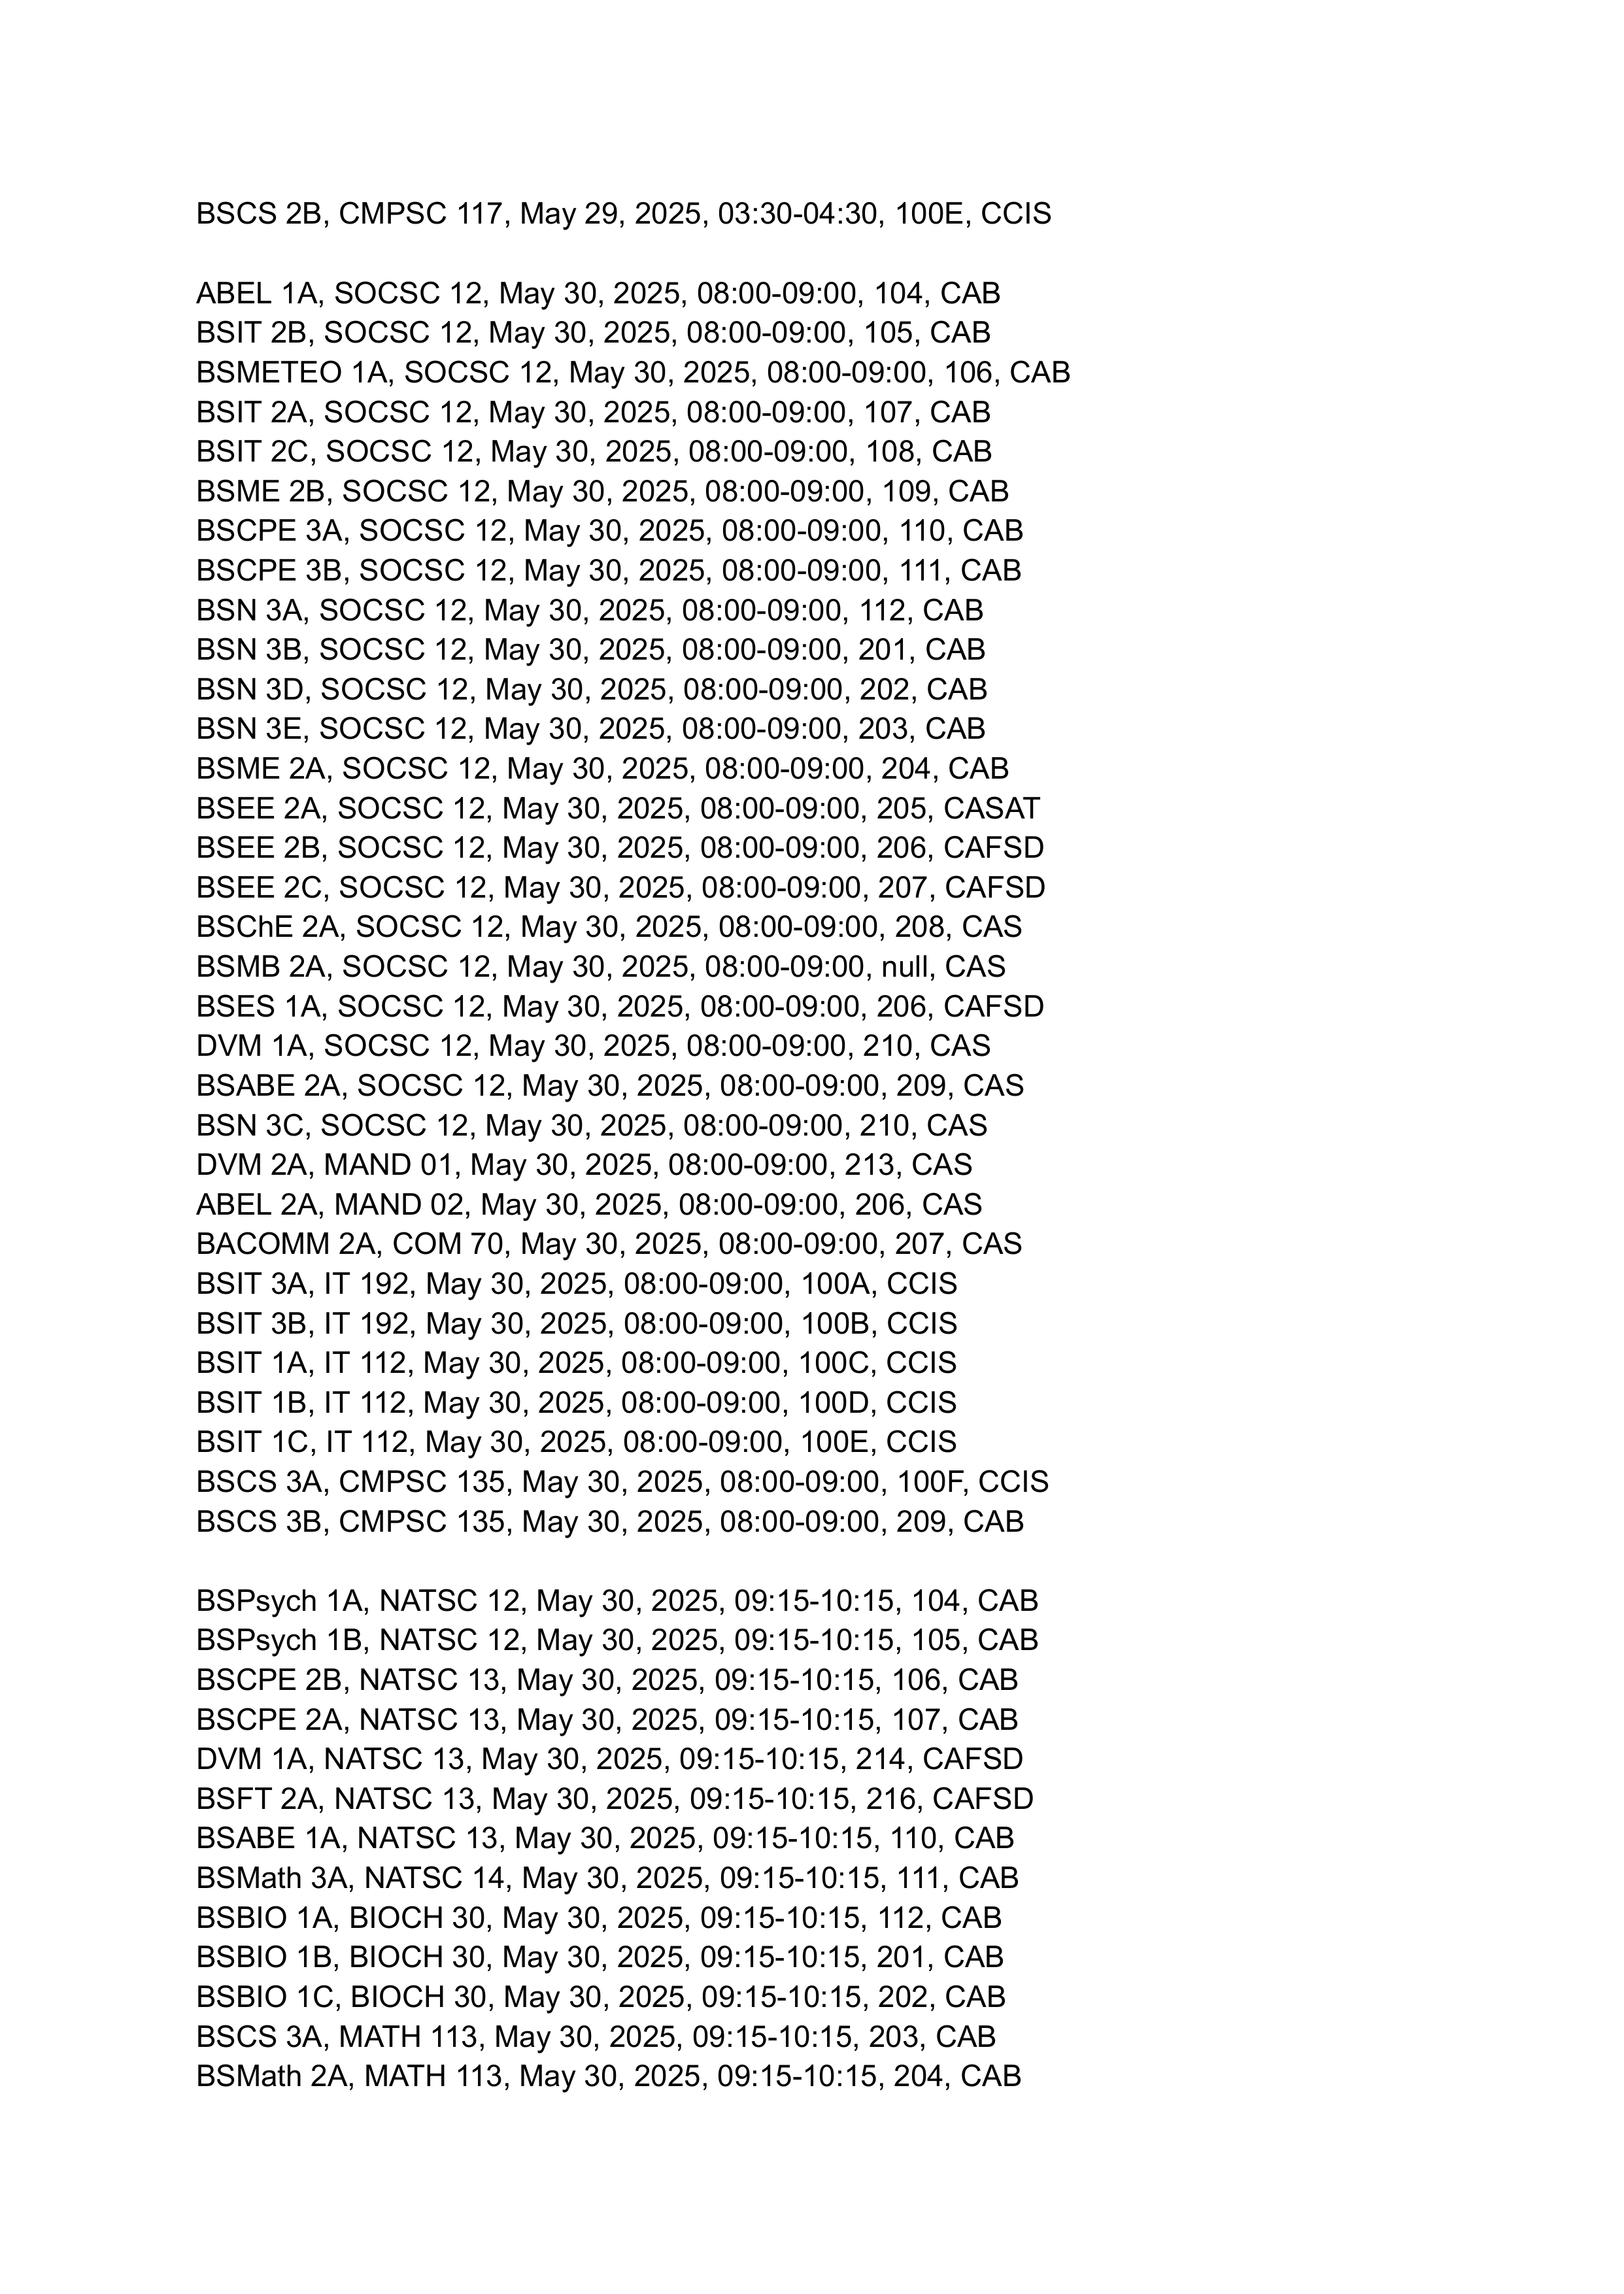 BSCS 2B, CMPSC 117, May 29, 2025, 03:30-04:30, 100E, CCIS
ABEL 1A, SOCSC 12, May 30, 2025, 08:00-09:00, 104, CAB
BSIT 2B, SOCSC 12, May 30, 2025, 08:00-09:00, 105, CAB
BSMETEO 1A, SOCSC 12, May 30, 2025, 08:00-09:00, 106, CAB
BSIT 2A, SOCSC 12, May 30, 2025, 08:00-09:00, 107, CAB
BSIT 2C, SOCSC 12, May 30, 2025, 08:00-09:00, 108, CAB
BSME 2B, SOCSC 12, May 30, 2025, 08:00-09:00, 109, CAB
BSCPE 3A, SOCSC 12, May 30, 2025, 08:00-09:00, 110, CAB
BSCPE 3B, SOCSC 12, May 30, 2025, 08:00-09:00, 111, CAB
BSN 3A, SOCSC 12, May 30, 2025, 08:00-09:00, 112, CAB
BSN 3B, SOCSC 12, May 30, 2025, 08:00-09:00, 201, CAB
BSN 3D, SOCSC 12, May 30, 2025, 08:00-09:00, 202, CAB
BSN 3E, SOCSC 12, May 30, 2025, 08:00-09:00, 203, CAB
BSME 2A, SOCSC 12, May 30, 2025, 08:00-09:00, 204, CAB
BSEE 2A, SOCSC 12, May 30, 2025, 08:00-09:00, 205, CASAT
BSEE 2B, SOCSC 12, May 30, 2025, 08:00-09:00, 206, CAFSD
BSEE 2C, SOCSC 12, May 30, 2025, 08:00-09:00, 207, CAFSD
BSChE 2A, SOCSC 12, May 30, 2025, 08:00-09:00, 208, CAS
BSMB 2A, SOCSC 12, May 30, 2025, 08:00-09:00, null, CAS
BSES 1A, SOCSC 12, May 30, 2025, 08:00-09:00, 206, CAFSD
DVM 1A, SOCSC 12, May 30, 2025, 08:00-09:00, 210, CAS
BSABE 2A, SOCSC 12, May 30, 2025, 08:00-09:00, 209, CAS
BSN 3C, SOCSC 12, May 30, 2025, 08:00-09:00, 210, CAS
DVM 2A, MAND 01, May 30, 2025, 08:00-09:00, 213, CAS
ABEL 2A, MAND 02, May 30, 2025, 08:00-09:00, 206, CAS
BACOMM 2A, COM 70, May 30, 2025, 08:00-09:00, 207, CAS
BSIT 3A, IT 192, May 30, 2025, 08:00-09:00, 100A, CCIS
BSIT 3B, IT 192, May 30, 2025, 08:00-09:00, 100B, CCIS
BSIT 1A, IT 112, May 30, 2025, 08:00-09:00, 100C, CCIS
BSIT 1B, IT 112, May 30, 2025, 08:00-09:00, 100D, CCIS
BSIT 1C, IT 112, May 30, 2025, 08:00-09:00, 100E, CCIS
BSCS 3A, CMPSC 135, May 30, 2025, 08:00-09:00, 100F, CCIS
BSCS 3B, CMPSC 135, May 30, 2025, 08:00-09:00, 209, CAB
BSPsych 1A, NATSC 12, May 30, 2025, 09:15-10:15, 104, CAB
BSPsych 1B, NATSC 12, May 30, 2025, 09:15-10:15, 105, CAB
BSCPE 2B, NATSC 13, May 30, 2025, 09:15-10:15, 106, CAB
BSCPE 2A, NATSC 13, May 30, 2025, 09:15-10:15, 107, CAB
DVM 1A, NATSC 13, May 30, 2025, 09:15-10:15, 214, CAFSD
BSFT 2A, NATSC 13, May 30, 2025, 09:15-10:15, 216, CAFSD
BSABE 1A, NATSC 13, May 30, 2025, 09:15-10:15, 110, CAB
BSMath 3A, NATSC 14, May 30, 2025, 09:15-10:15, 111, CAB
BSBIO 1A, BIOCH 30, May 30, 2025, 09:15-10:15, 112, CAB
BSBIO 1B, BIOCH 30, May 30, 2025, 09:15-10:15, 201, CAB
BSBIO 1C, BIOCH 30, May 30, 2025, 09:15-10:15, 202, CAB
BSCS 3A, MATH 113, May 30, 2025, 09:15-10:15, 203, CAB
BSMath 2A, MATH 113, May 30, 2025, 09:15-10:15, 204, CAB